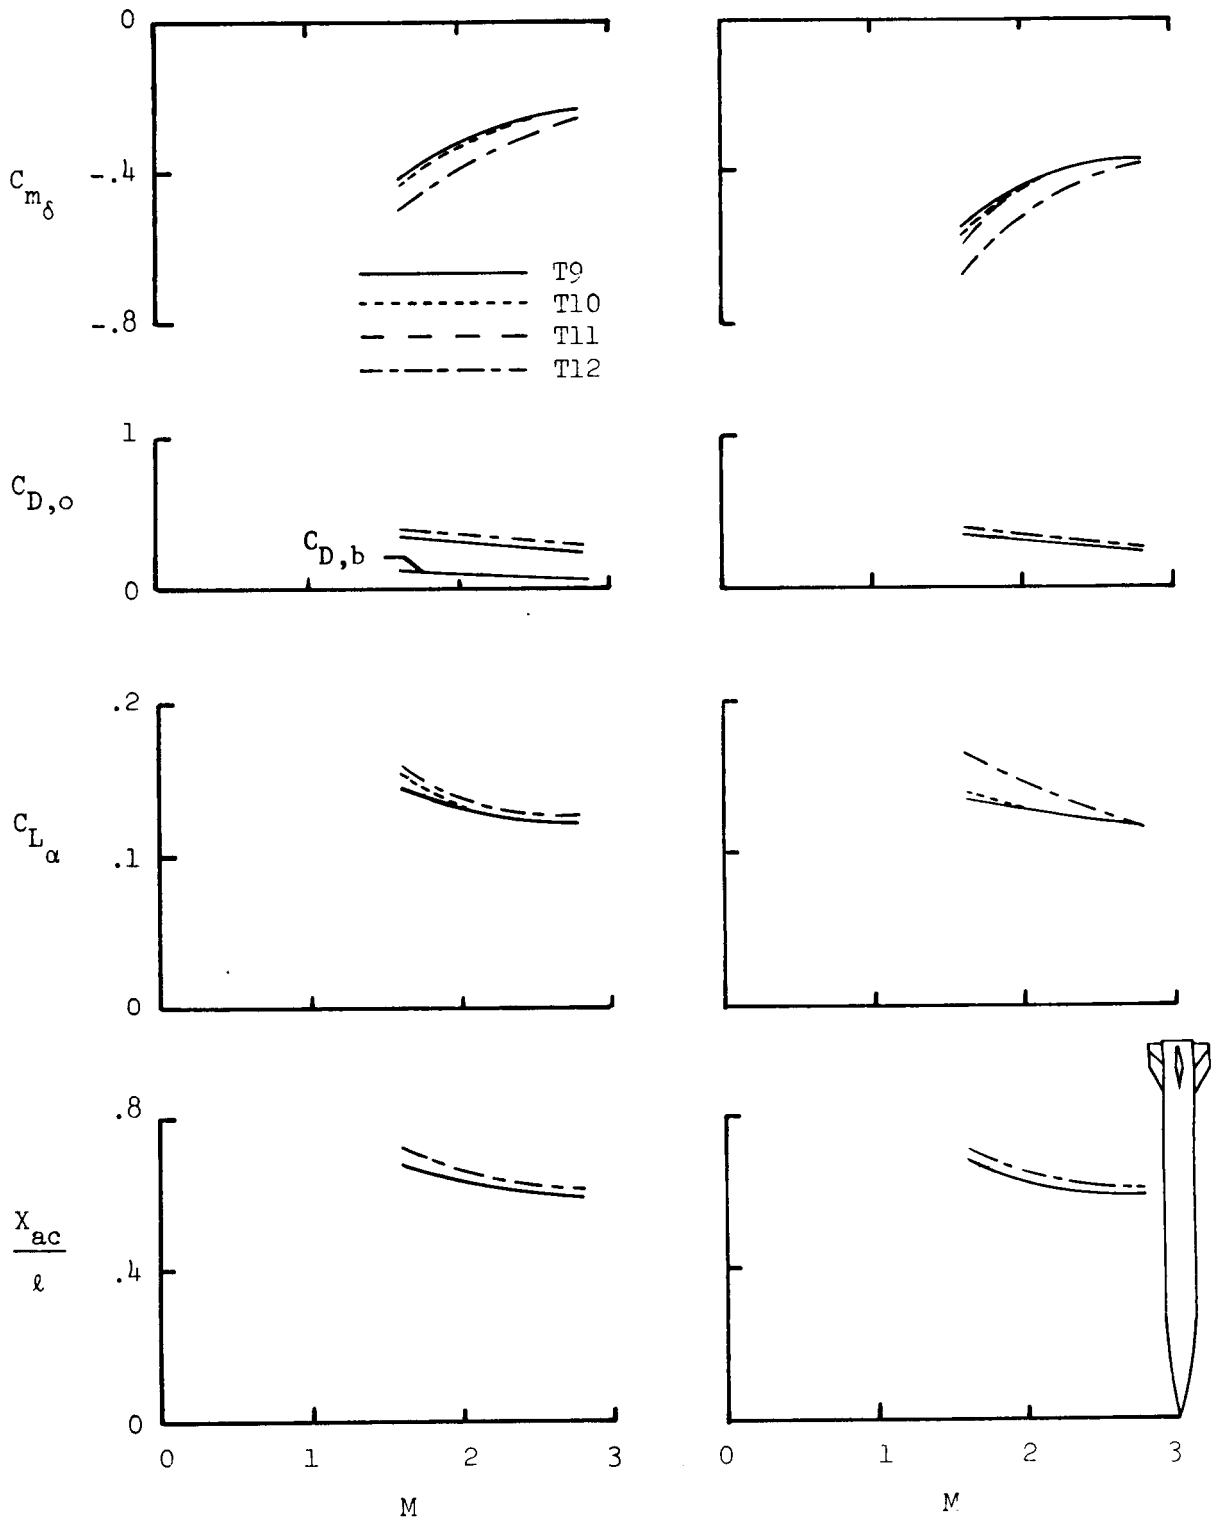 0
-.4
-.8
C_{m_δ}
T9
T10
T11
T12
1
0
C_{D,o}
C_{D,b}
.2
.1
0
C_{L_α}
.8
.4
0
X_{ac}
ℓ
0 1 2 3
M
0 1 2 3
M